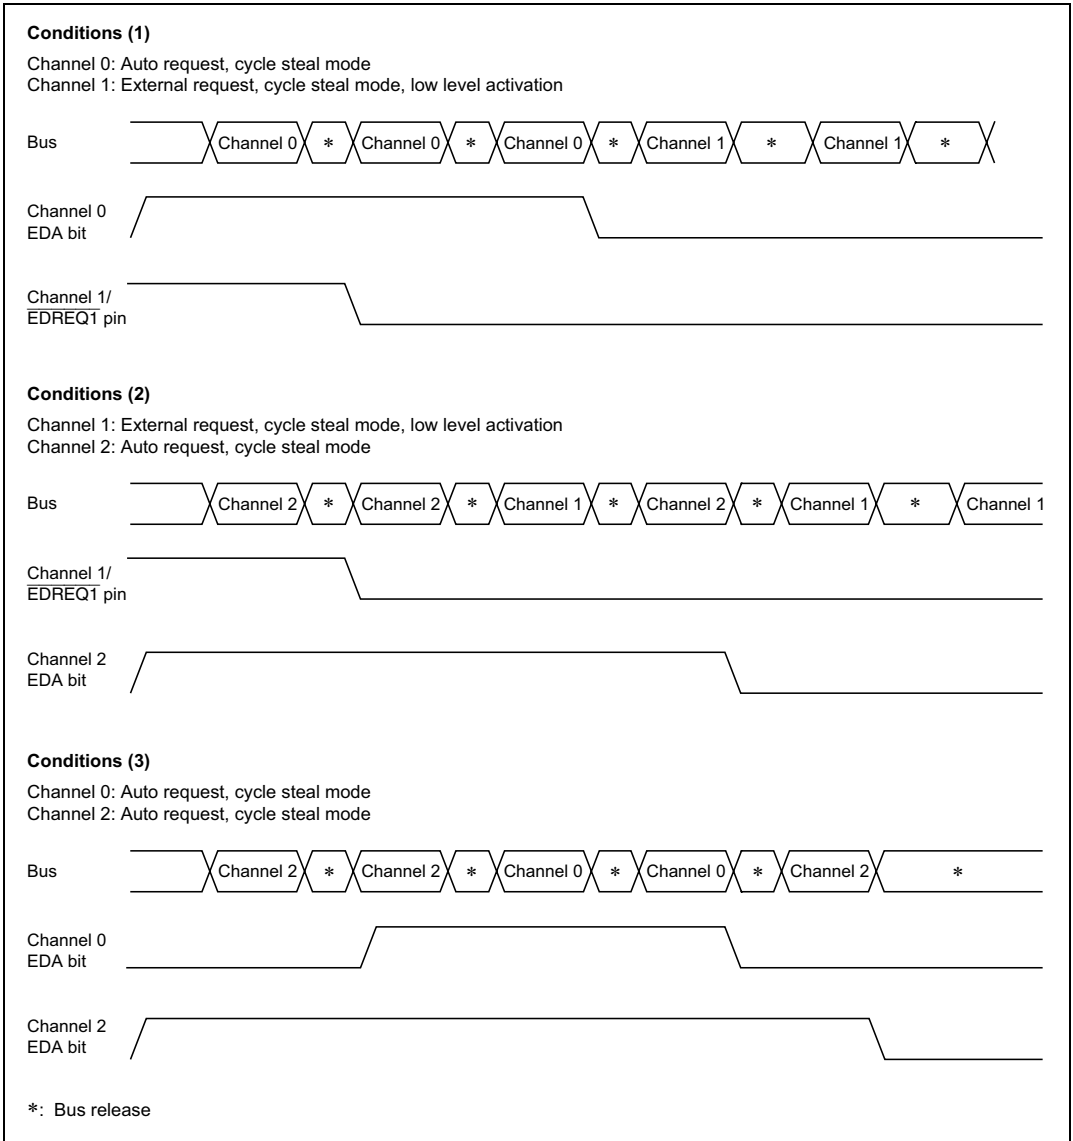 Conditions (1)
Channel 0: Auto request, cycle steal mode
Channel 1: External request, cycle steal mode, low level activation
Bus Channel 0 * Channel 0 * Channel 0 * Channel 1 * Channel 1 *
Channel 0
EDA bit
Channel 1/
EDREQ1 pin
Conditions (2)
Channel 1: External request, cycle steal mode, low level activation
Channel 2: Auto request, cycle steal mode
Bus Channel 2 * Channel 2 * Channel 1 * Channel 2 * Channel 1 * Channel 1
Channel 1/
EDREQ1 pin
Channel 2
EDA bit
Conditions (3)
Channel 0: Auto request, cycle steal mode
Channel 2: Auto request, cycle steal mode
Bus Channel 2 * Channel 2 * Channel 0 * Channel 0 * Channel 2 *
Channel 0
EDA bit
Channel 2
EDA bit
*: Bus release